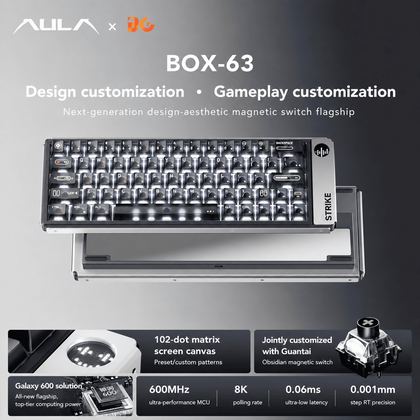 AULA x
BOX-63
Design customization • Gameplay customization
Next-generation design-aesthetic magnetic switch flagship
BACKSPACE
STRIKE
102-dot matrix
screen canvas
Preset/custom patterns
Jointly customized
with Guantai
Obsidian magnetic switch
Galaxy 600 solution
All-new flagship,
top-tier computing power
600
600MHz
ultra-performance MCU
8K
polling rate
0.06ms
ultra-low latency
0.001mm
step RT precision